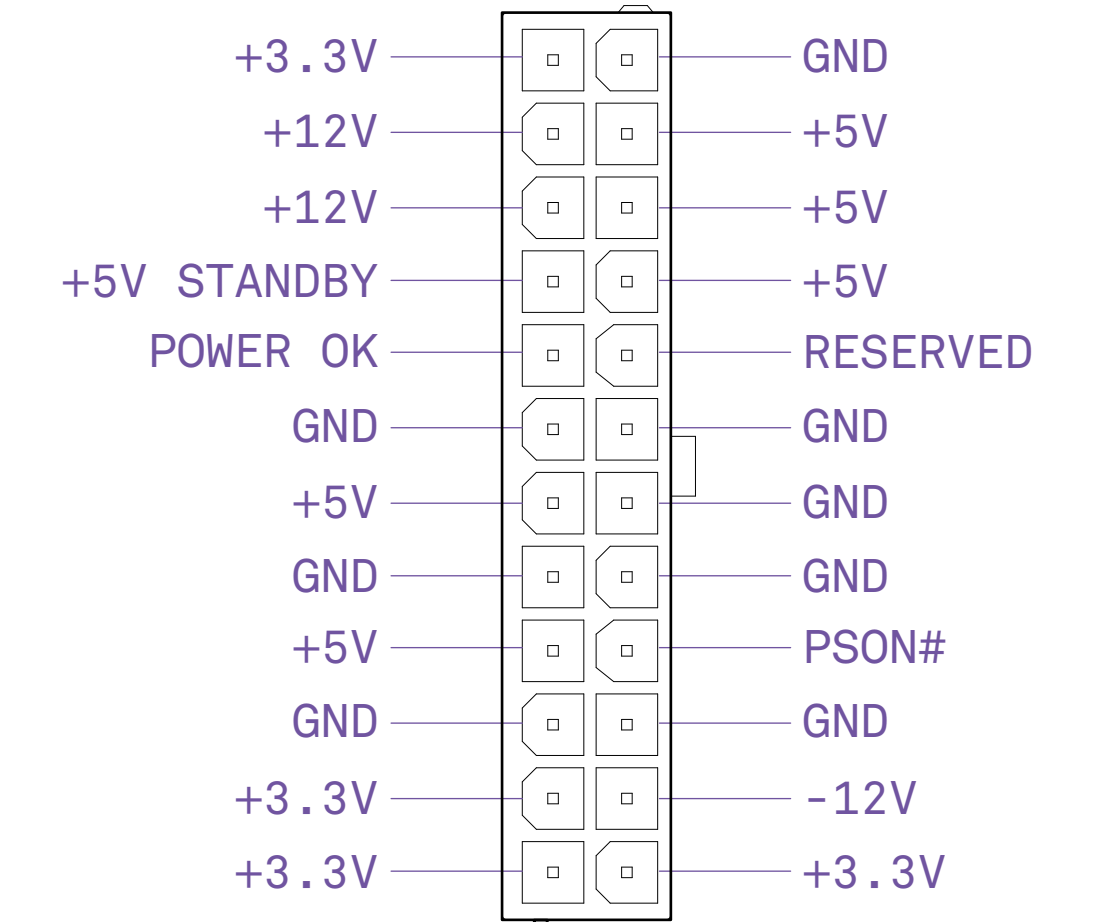 +3.3V GND
+12V +5V
+12V +5V
+5V STANDBY +5V
POWER OK RESERVED
GND GND
+5V GND
GND GND
+5V PSON#
GND GND
+3.3V -12V
+3.3V +3.3V